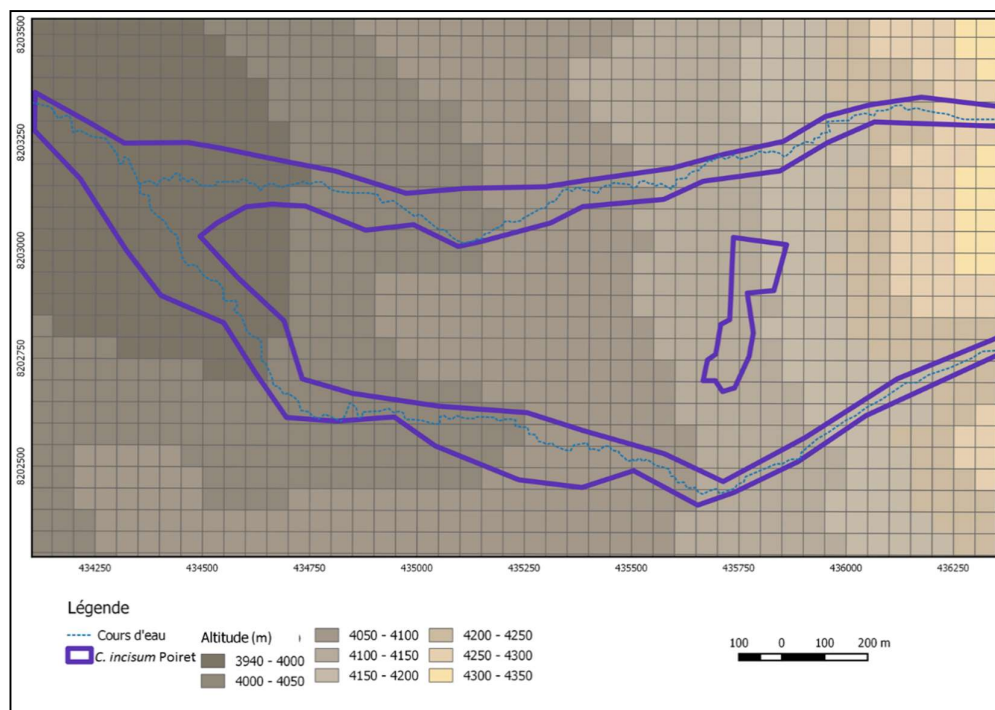 8203500
8203250
8203000
8202750
8202500
434250 434500 434750 435000 435250 435500 435750 436000 436250
Légende
Cours d'eau
C. incisum Poiret
Altitude (m)
3940 - 4000
4000 - 4050
4050 - 4100
4100 - 4150
4150 - 4200
4200 - 4250
4250 - 4300
4300 - 4350
100 0 100 200 m